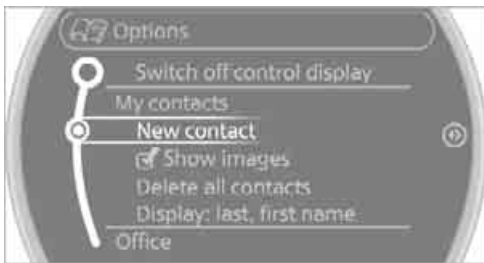 Options
Switch off control display
My contacts
New contact
Show images
Delete all contacts
Display: last, first name
Office